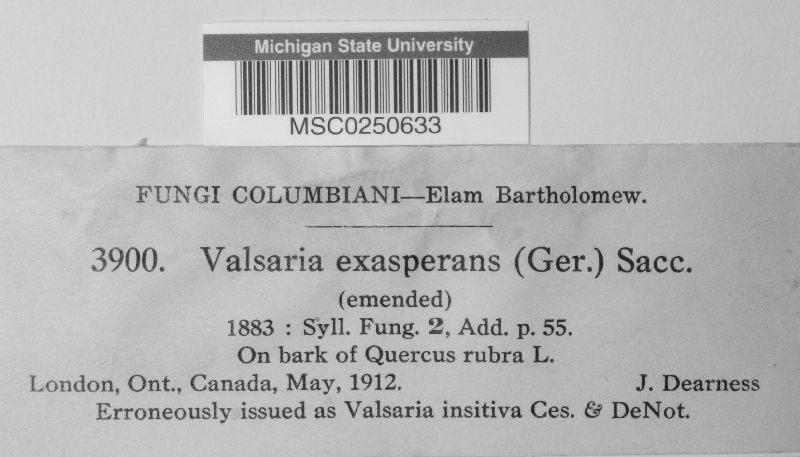 Michigan State University
MSC0250633
FUNGI COLUMBIANI—Elam Bartholomew.
3900. Valsaria exasperans (Ger.) Sacc.
(emended)
1883 : Syll. Fung. 2, Add. p. 55.
On bark of Quercus rubra L.
London, Ont., Canada, May, 1912. J. Dearness
Erroneously issued as Valsaria insitiva Ces. & DeNot.